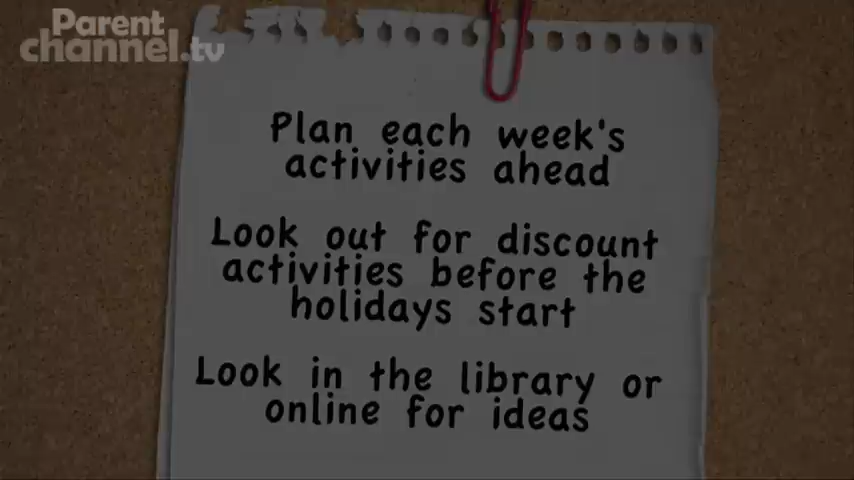 Parent
channel.tv
Plan each week's
activities ahead
Look out for discount
activities before the
holidays start
Look in the library or
online for ideas